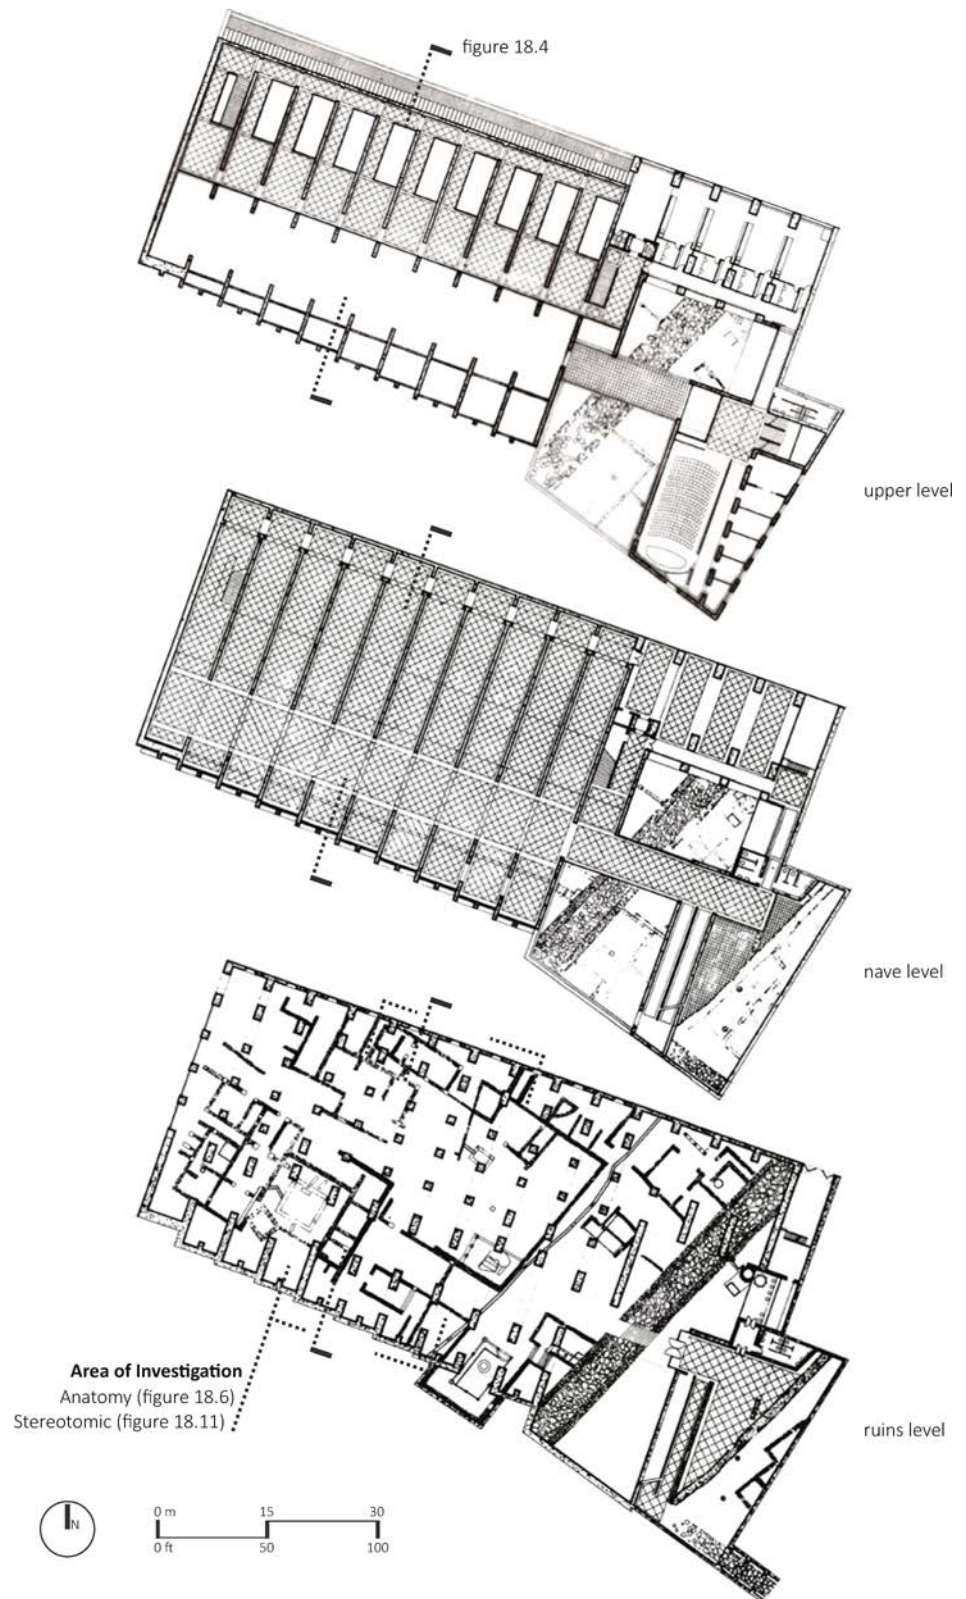 figure 18.4
upper level
nave level
Area of Investigation
Anatomy (figure 18.6)
Stereotomic (figure 18.11)
ruins level
N
0 m 15 30
0 ft 50 100